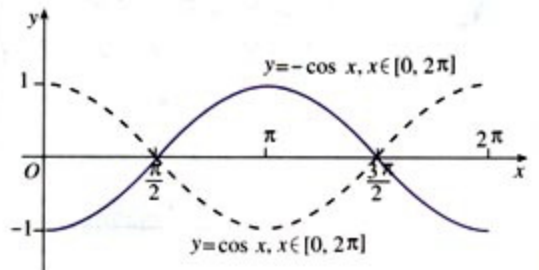 y
y=-cos x, x∈[0, 2π]
1
π
2π
O
π/2
3π/2
x
-1
y=cos x, x∈[0, 2π]